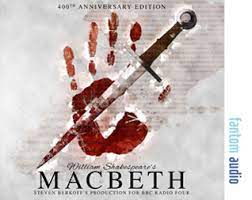 400TH ANNIVERSARY EDITION
William Shakespeare's
MACBETH
STEVEN BERKOFF'S PRODUCTION FOR BBC RADIO FOUR
fantom audio